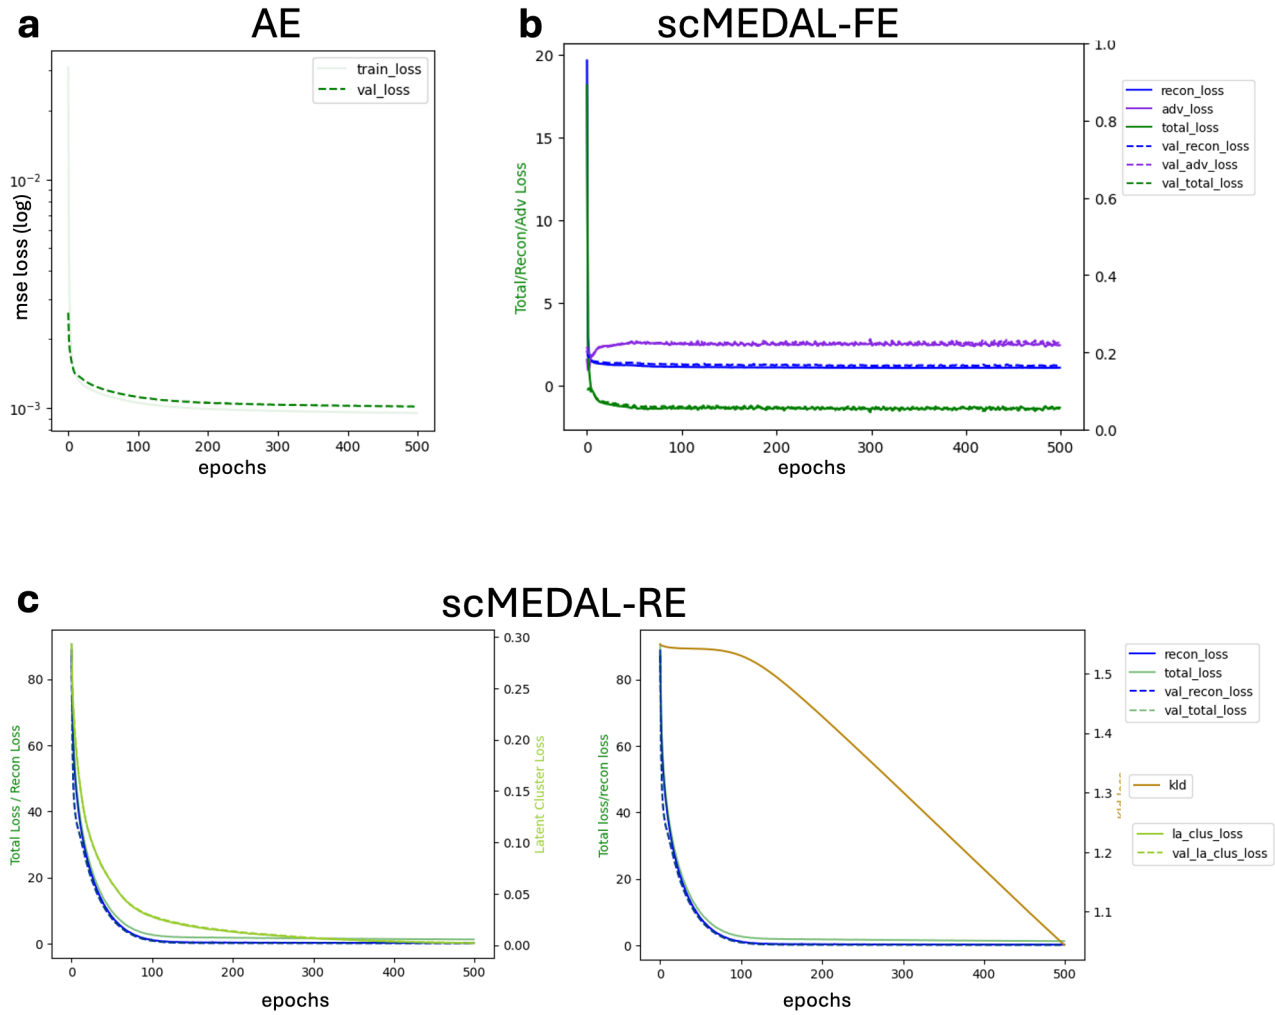 a
AE
mse loss (log)
10⁻²
10⁻³
train_loss
val_loss
0 100 200 300 400 500
epochs
b
scMEDAL-FE
Total/Recon/Adv Loss
20
15
10
5
0
1.0
0.8
0.6
0.4
0.2
0.0
0 100 200 300 400 500
epochs
recon_loss
adv_loss
total_loss
val_recon_loss
val_adv_loss
val_total_loss
c
scMEDAL-RE
Total Loss / Recon Loss
80
60
40
20
0
0.30
0.25
0.20
0.15
0.10
0.05
0.00
Latent Cluster Loss
0 100 200 300 400 500
epochs
Total loss/recon loss
80
60
40
20
0
1.5
1.4
1.3
1.2
1.1
0 100 200 300 400 500
epochs
recon_loss
total_loss
val_recon_loss
val_total_loss
kld
la_clus_loss
val_la_clus_loss